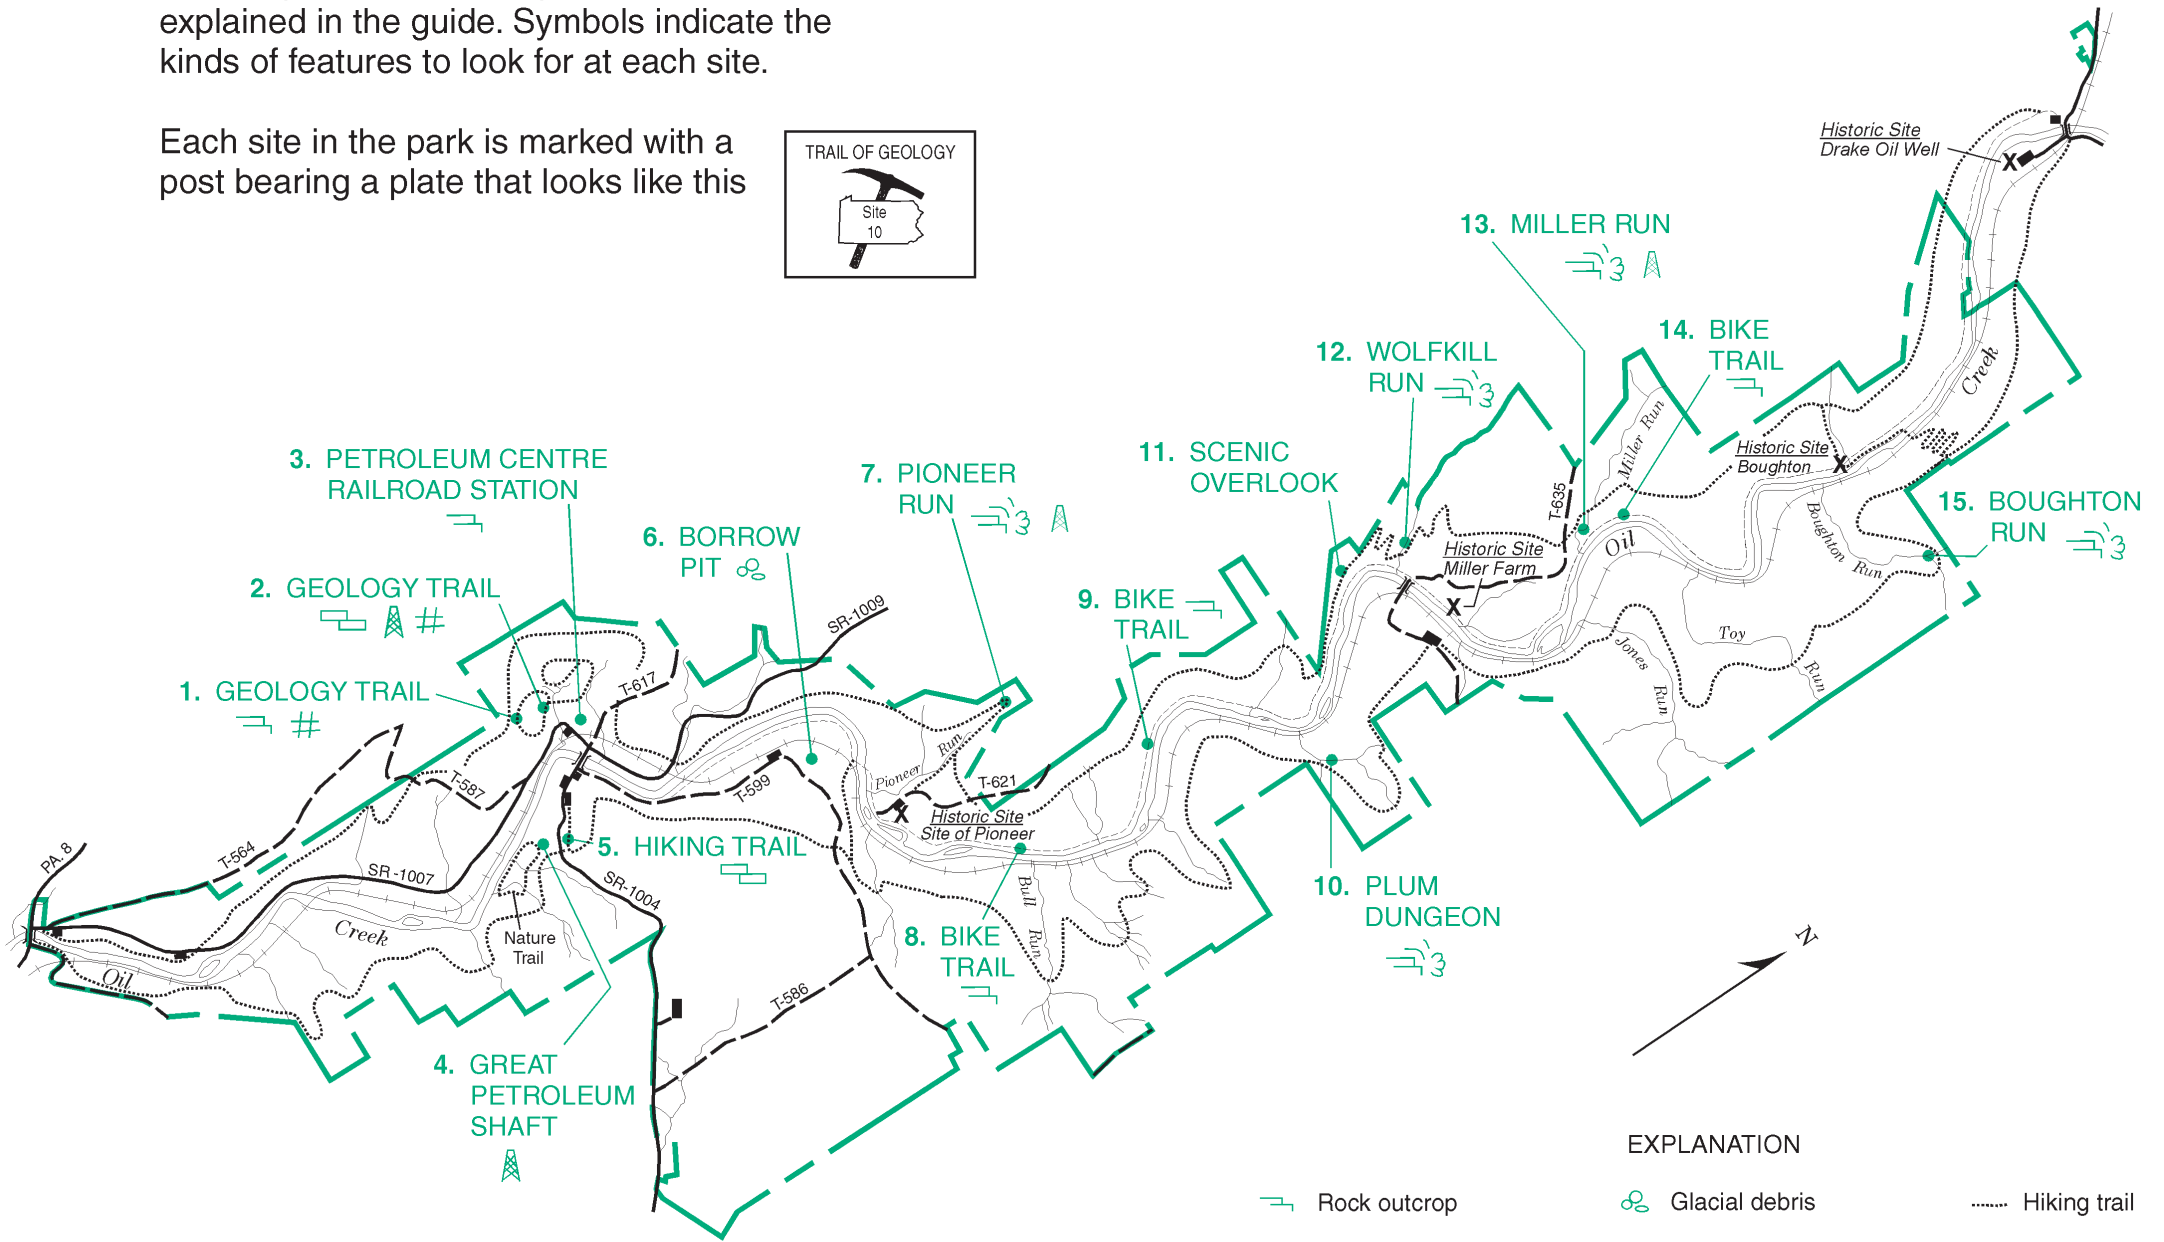 explained in the guide. Symbols indicate the
kinds of features to look for at each site.
Each site in the park is marked with a
post bearing a plate that looks like this
TRAIL OF GEOLOGY
Site
10
Historic Site
Drake Oil Well
13. MILLER RUN
14. BIKE
TRAIL
12. WOLFKILL
RUN
11. SCENIC
OVERLOOK
Miller Run
Historic Site
Boughton
Creek
15. BOUGHTON
RUN
3. PETROLEUM CENTRE
RAILROAD STATION
7. PIONEER
RUN
6. BORROW
PIT
2. GEOLOGY TRAIL
1. GEOLOGY TRAIL
9. BIKE
TRAIL
T-635
Historic Site
Miller Farm
Oil
Boughton Run
Toy Run
Jones Run
SR-1009
T-617
T-587
T-599
Pioneer Run
T-621
Historic Site
Site of Pioneer
PA. 8
T-564
SR-1007
5. HIKING TRAIL
SR-1004
Creek
Oil
Nature
Trail
Bull Run
8. BIKE
TRAIL
10. PLUM
DUNGEON
T-586
4. GREAT
PETROLEUM
SHAFT
N
EXPLANATION
Rock outcrop
Glacial debris
Hiking trail